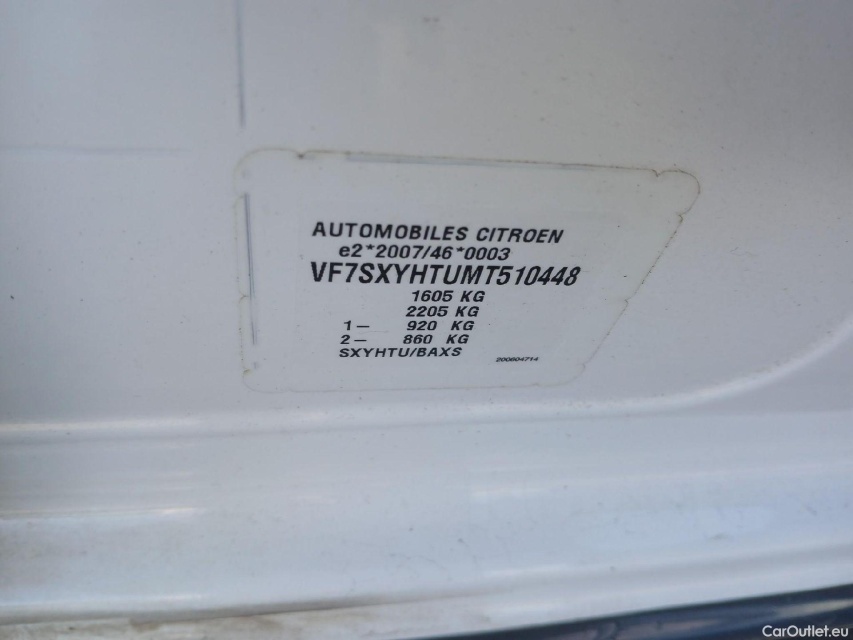 AUTOMOBILES CITROEN
e2*2007/46*0003
VF7SXYHTUMT510448
1605 KG
2205 KG
1— 920 KG
2— 860 KG
SXYHTU/BAXS
200604714
CarOutlet.eu